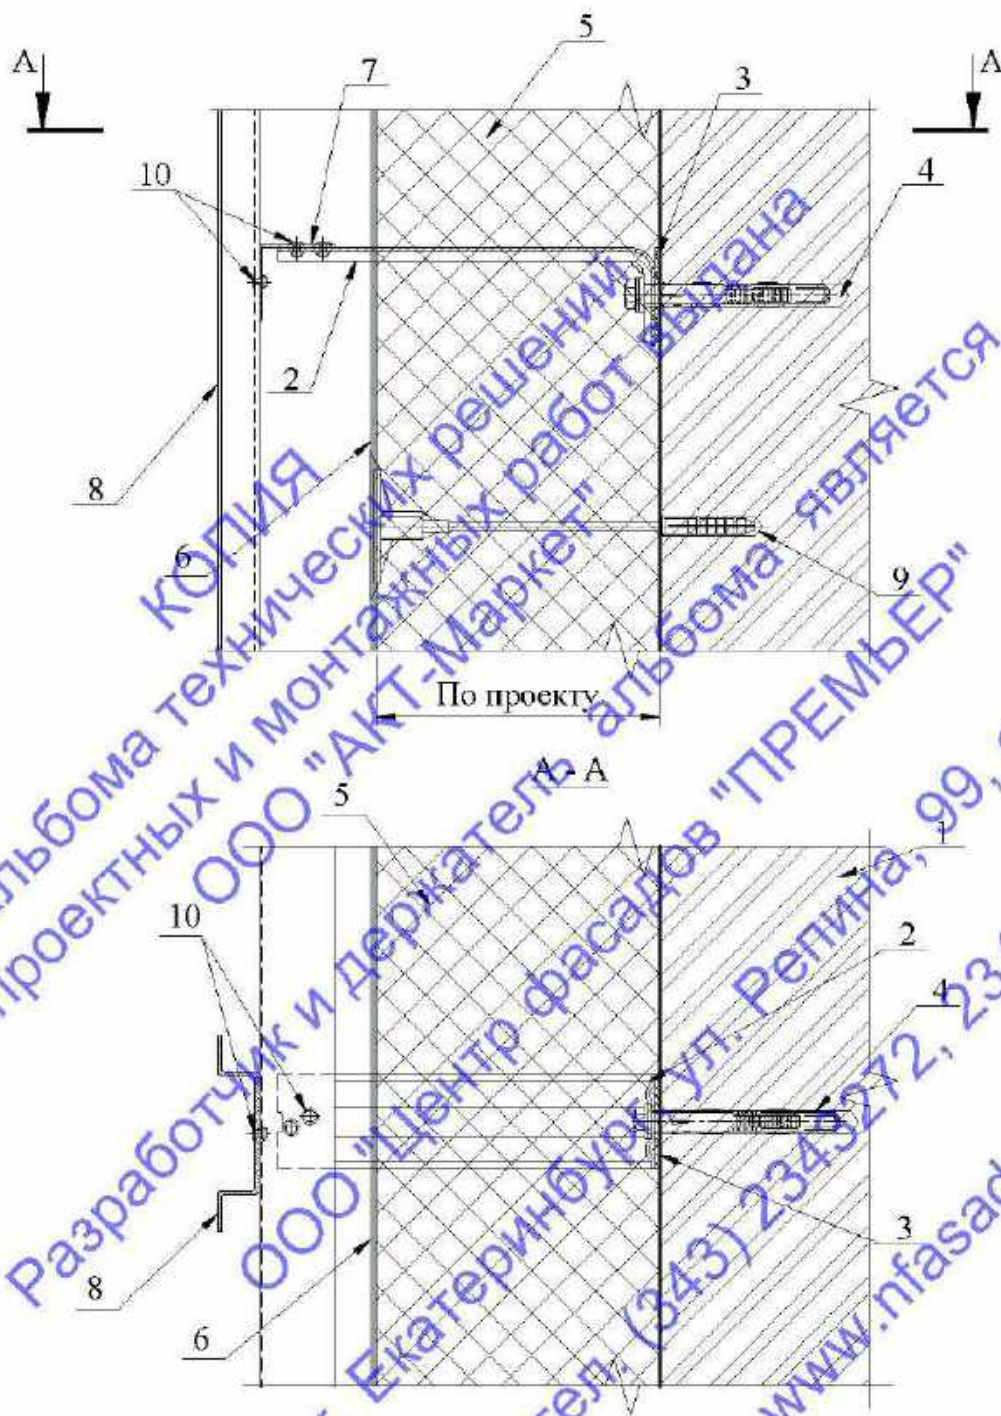 5
A
7
3
A
10
4
2
8
6
9
По проекту
А - А
5
1
10
2
4
3
8
6
КОПИЯ
альбома технических решений
проектных и монтажных работ выдана
ООО "АКТ-Маркет"
Разработчик и держатель альбома является
ООО "Центр фасадов "ПРЕМЬЕР"
Екатеринбург, ул. Репина, 99,
тел. (343) 2345272,
www.nfasad